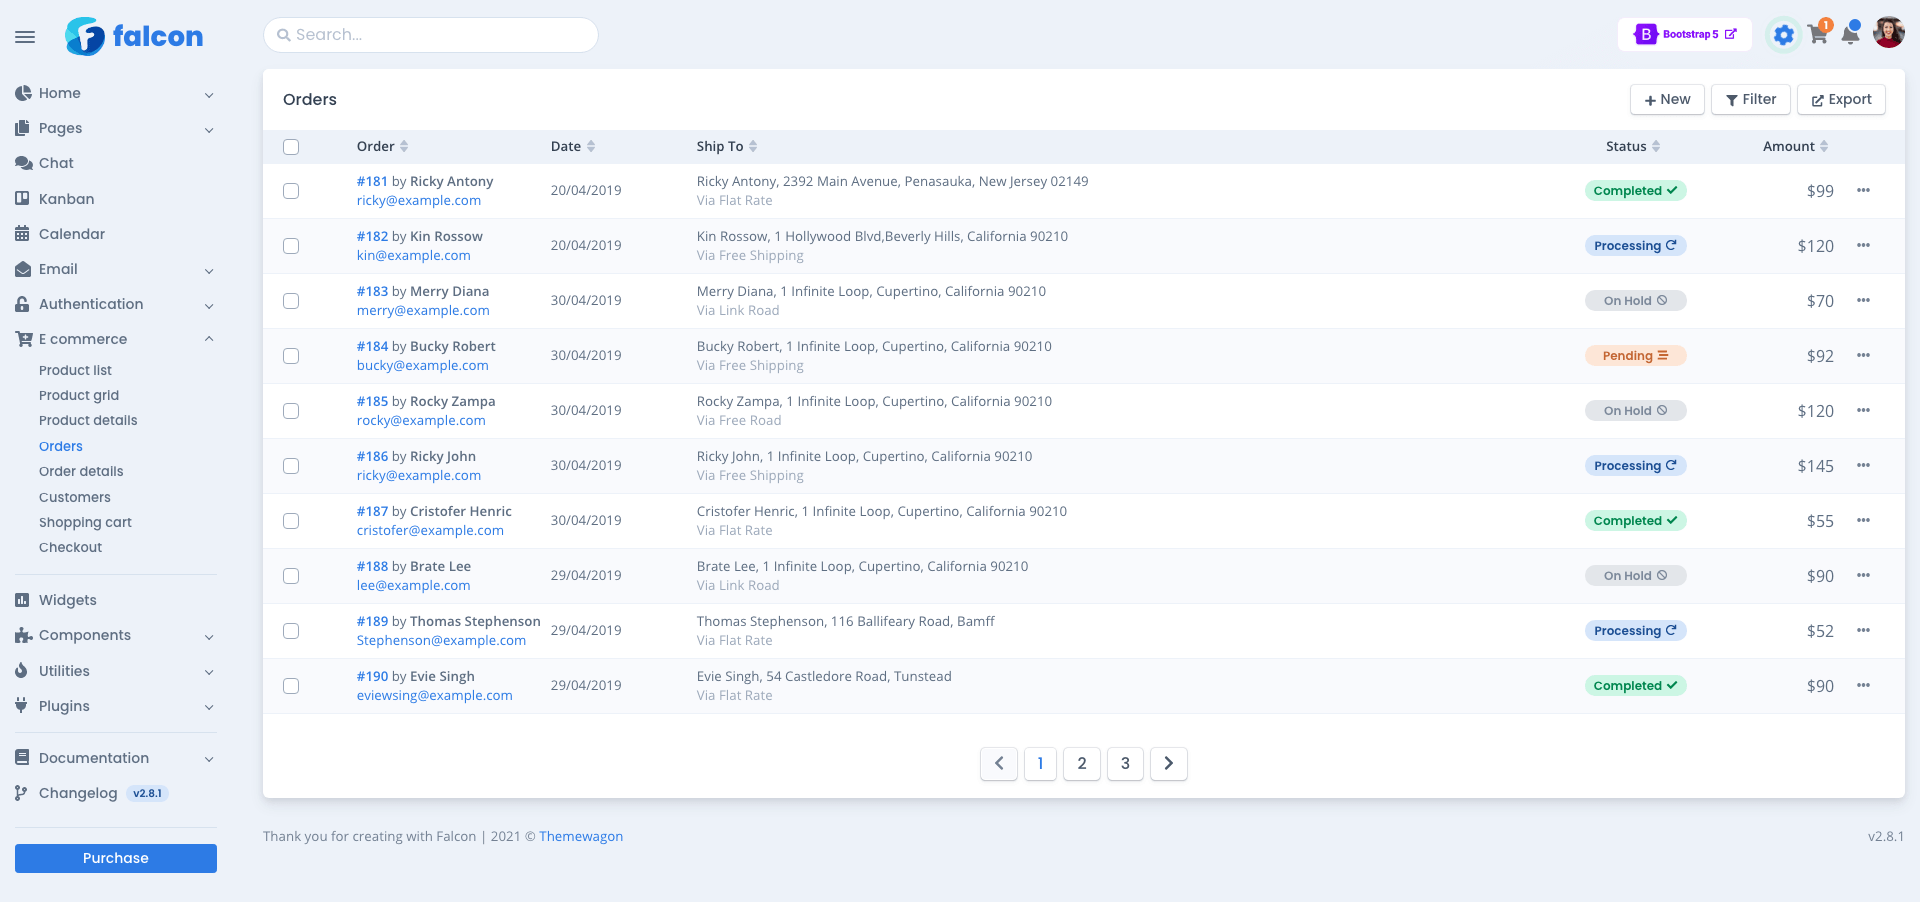 falcon
Search...
Bootstrap 5
1
Home
Pages
Chat
Kanban
Calendar
Email
Authentication
E commerce
Product list
Product grid
Product details
Orders
Order details
Customers
Shopping cart
Checkout
Widgets
Components
Utilities
Plugins
Documentation
Changelog v2.8.1
Purchase
Orders
New Filter Export
Order Date Ship To Status Amount
#181 by Ricky Antony
ricky@example.com
20/04/2019
Ricky Antony, 2392 Main Avenue, Penasauka, New Jersey 02149
Via Flat Rate
Completed
$99
#182 by Kin Rossow
kin@example.com
20/04/2019
Kin Rossow, 1 Hollywood Blvd,Beverly Hills, California 90210
Via Free Shipping
Processing
$120
#183 by Merry Diana
merry@example.com
30/04/2019
Merry Diana, 1 Infinite Loop, Cupertino, California 90210
Via Link Road
On Hold
$70
#184 by Bucky Robert
bucky@example.com
30/04/2019
Bucky Robert, 1 Infinite Loop, Cupertino, California 90210
Via Free Shipping
Pending
$92
#185 by Rocky Zampa
rocky@example.com
30/04/2019
Rocky Zampa, 1 Infinite Loop, Cupertino, California 90210
Via Free Road
On Hold
$120
#186 by Ricky John
ricky@example.com
30/04/2019
Ricky John, 1 Infinite Loop, Cupertino, California 90210
Via Free Shipping
Processing
$145
#187 by Cristofer Henric
cristofer@example.com
30/04/2019
Cristofer Henric, 1 Infinite Loop, Cupertino, California 90210
Via Flat Rate
Completed
$55
#188 by Brate Lee
lee@example.com
29/04/2019
Brate Lee, 1 Infinite Loop, Cupertino, California 90210
Via Link Road
On Hold
$90
#189 by Thomas Stephenson
Stephenson@example.com
29/04/2019
Thomas Stephenson, 116 Ballifeary Road, Bamff
Via Flat Rate
Processing
$52
#190 by Evie Singh
eviewsing@example.com
29/04/2019
Evie Singh, 54 Castledore Road, Tunstead
Via Flat Rate
Completed
$90
1 2 3
Thank you for creating with Falcon | 2021 © Themewagon
v2.8.1